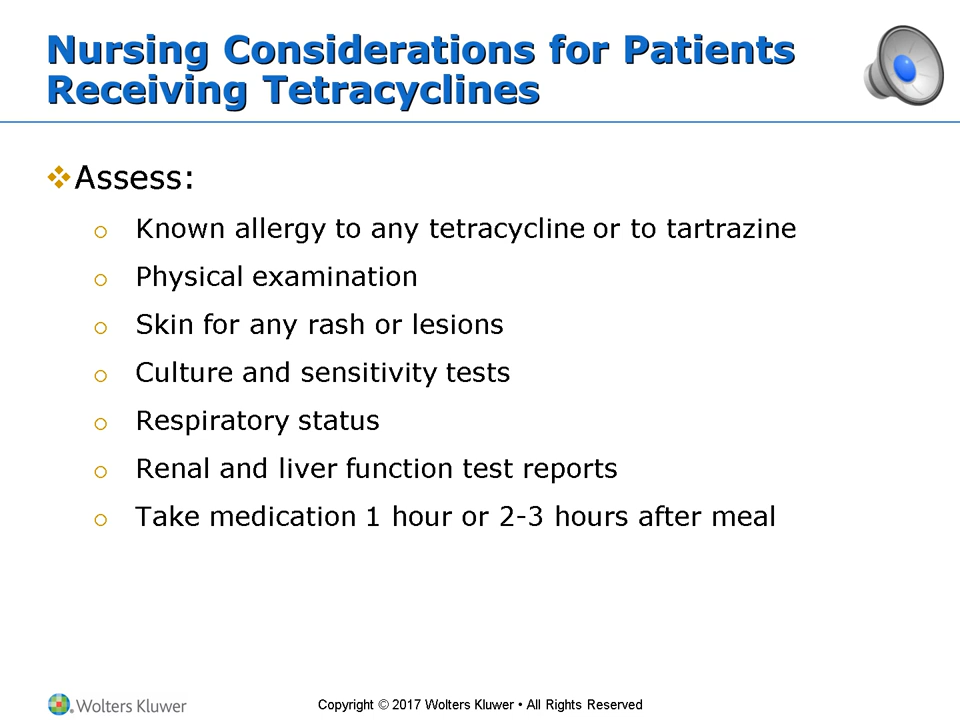 Nursing Considerations for Patients
Receiving Tetracyclines
Assess:
Known allergy to any tetracycline or to tartrazine
Physical examination
Skin for any rash or lesions
Culture and sensitivity tests
Respiratory status
Renal and liver function test reports
Take medication 1 hour or 2-3 hours after meal
Wolters Kluwer
Copyright © 2017 Wolters Kluwer • All Rights Reserved